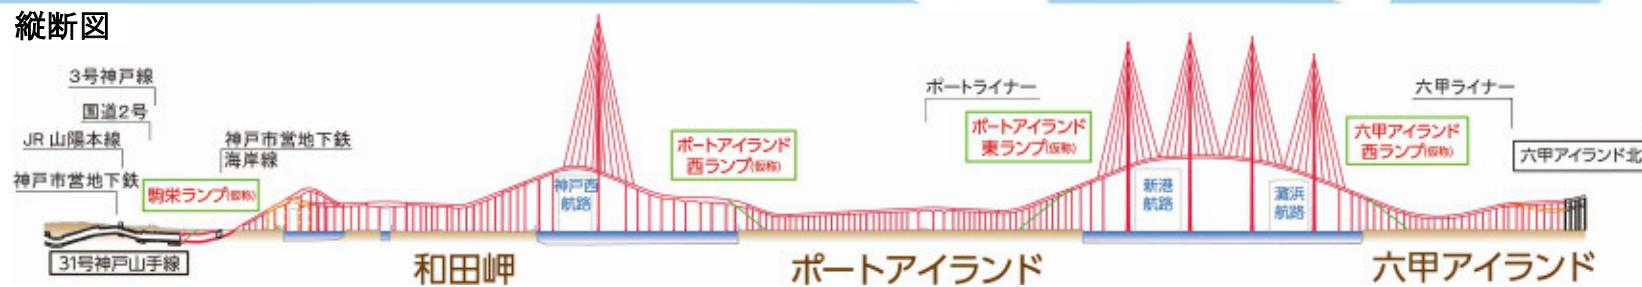 縦断図
3号神戸線
国道2号
JR 山陽本線
神戸市営地下鉄
神戸市営地下鉄
海岸線
駒栄ランプ(仮称)
31号神戸山手線
和田岬
神戸西
航路
ポートアイランド
西ランプ(仮称)
ポートライナー
ポートアイランド
東ランプ(仮称)
ポートアイランド
新港
航路
灘浜
航路
六甲ライナー
六甲アイランド
西ランプ(仮称)
六甲アイランド北
六甲アイランド